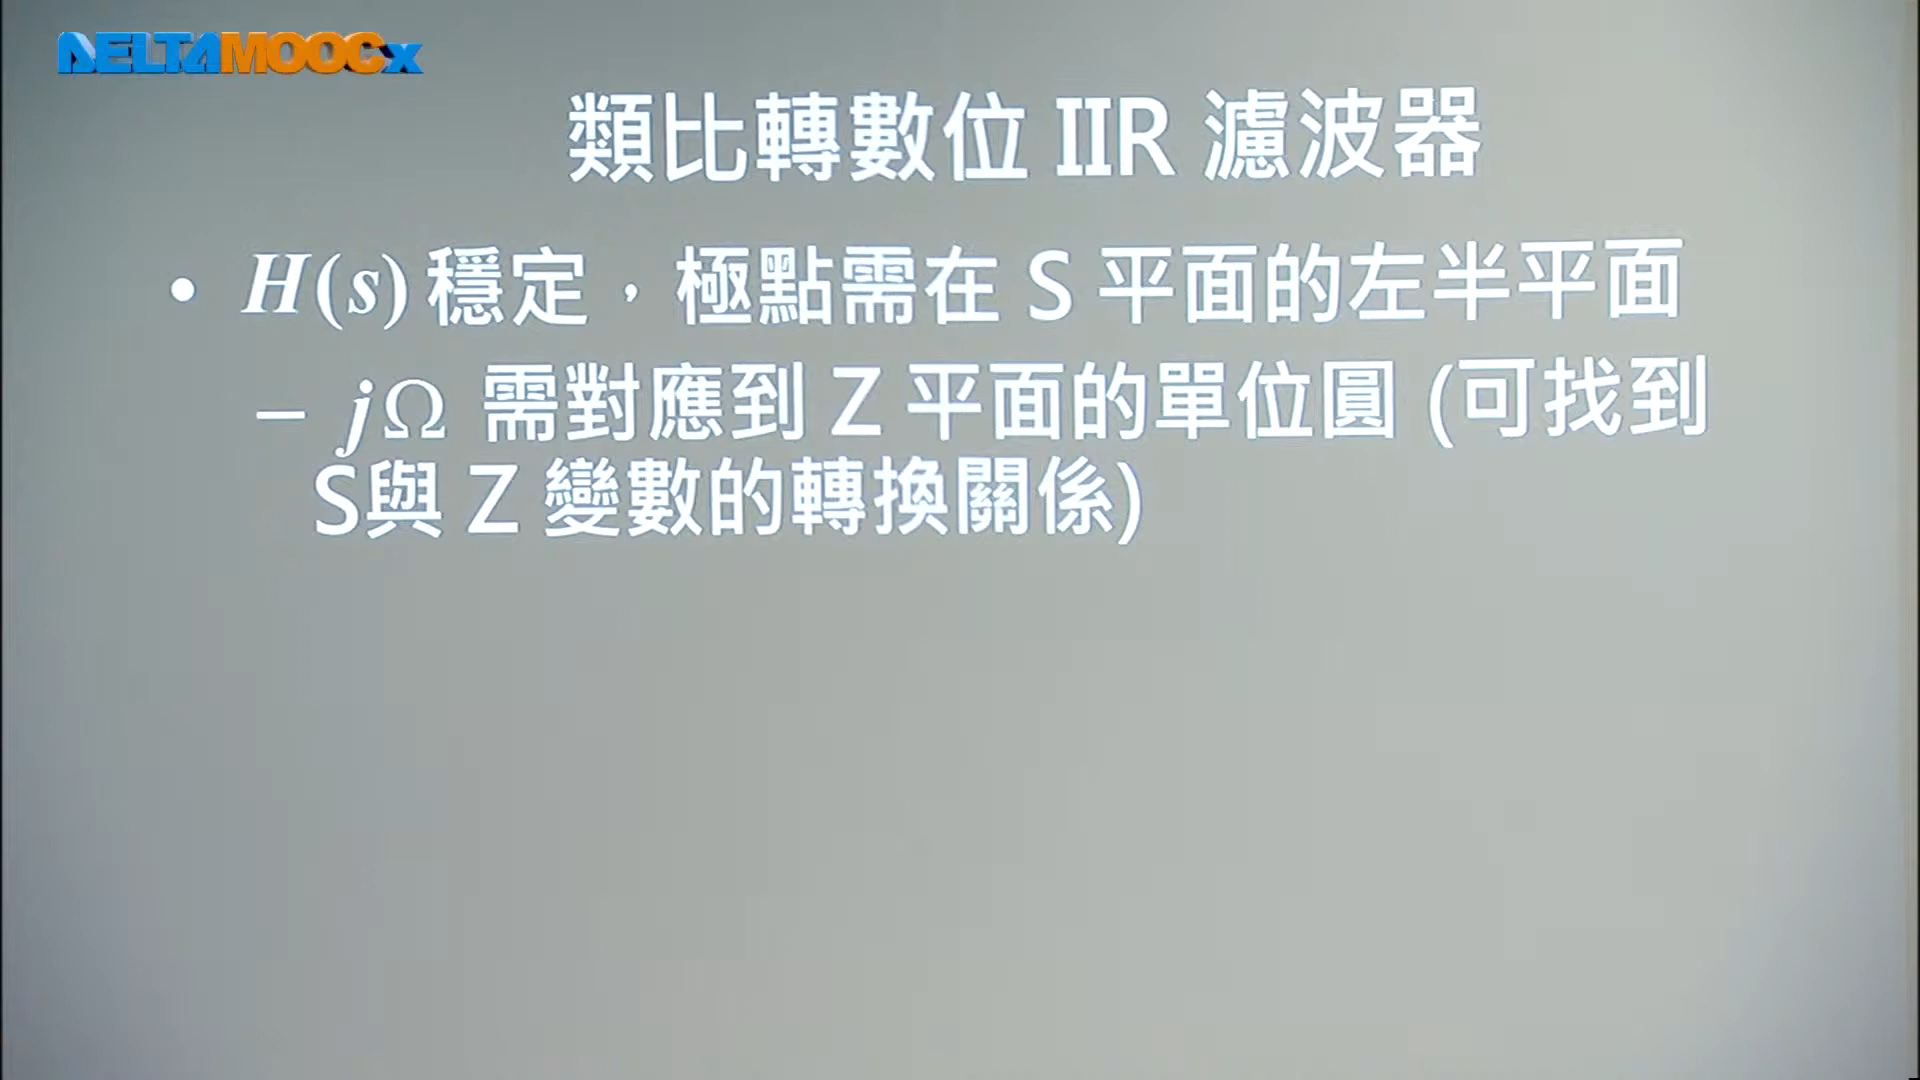 DELTAMOOCx
類比轉數位 IIR 濾波器
• H(s) 穩定，極點需在 S 平面的左半平面
– jΩ 需對應到 Z 平面的單位圓 (可找到
S與 Z 變數的轉換關係)